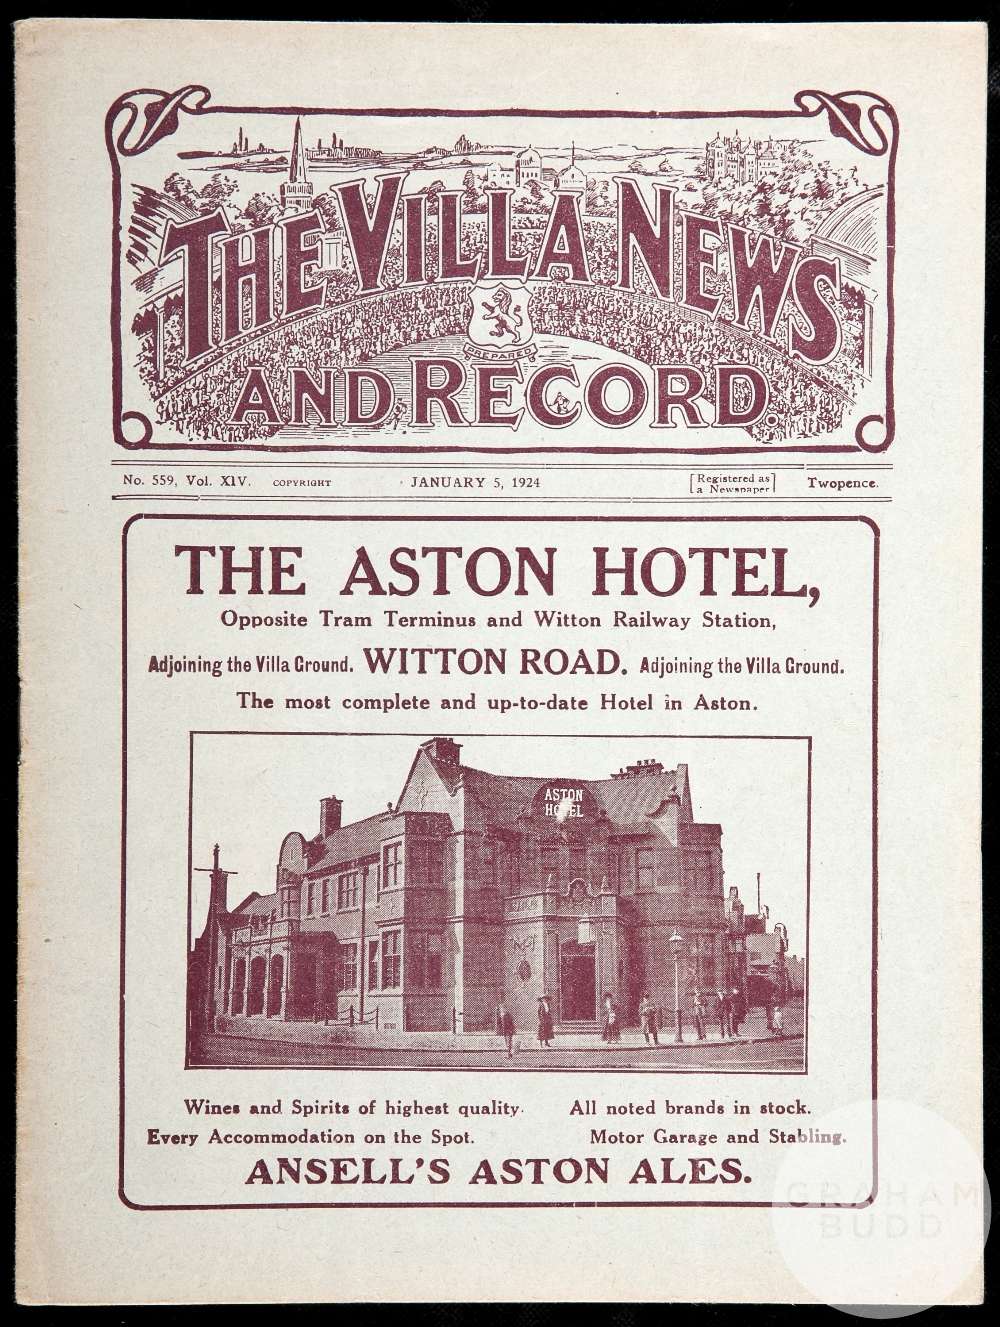 THE VILLA NEWS
PREPARED
AND RECORD.
No. 559, Vol. XIV. COPYRIGHT JANUARY 5, 1924 [Registered as a Newspaper] Twopence.
THE ASTON HOTEL,
Opposite Tram Terminus and Witton Railway Station,
Adjoining the Villa Ground. WITTON ROAD. Adjoining the Villa Ground.
The most complete and up-to-date Hotel in Aston.
ASTON
HOTEL
Wines and Spirits of highest quality. All noted brands in stock.
Every Accommodation on the Spot. Motor Garage and Stabling.
ANSELL'S ASTON ALES.
GRAHAM
BUDD